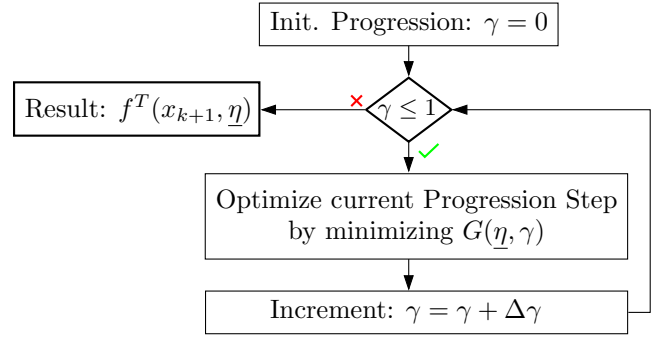 Init. Progression: γ = 0
γ ≤ 1
Result: f^T(x_{k+1}, η)
Optimize current Progression Step
by minimizing G(η, γ)
Increment: γ = γ + Δγ